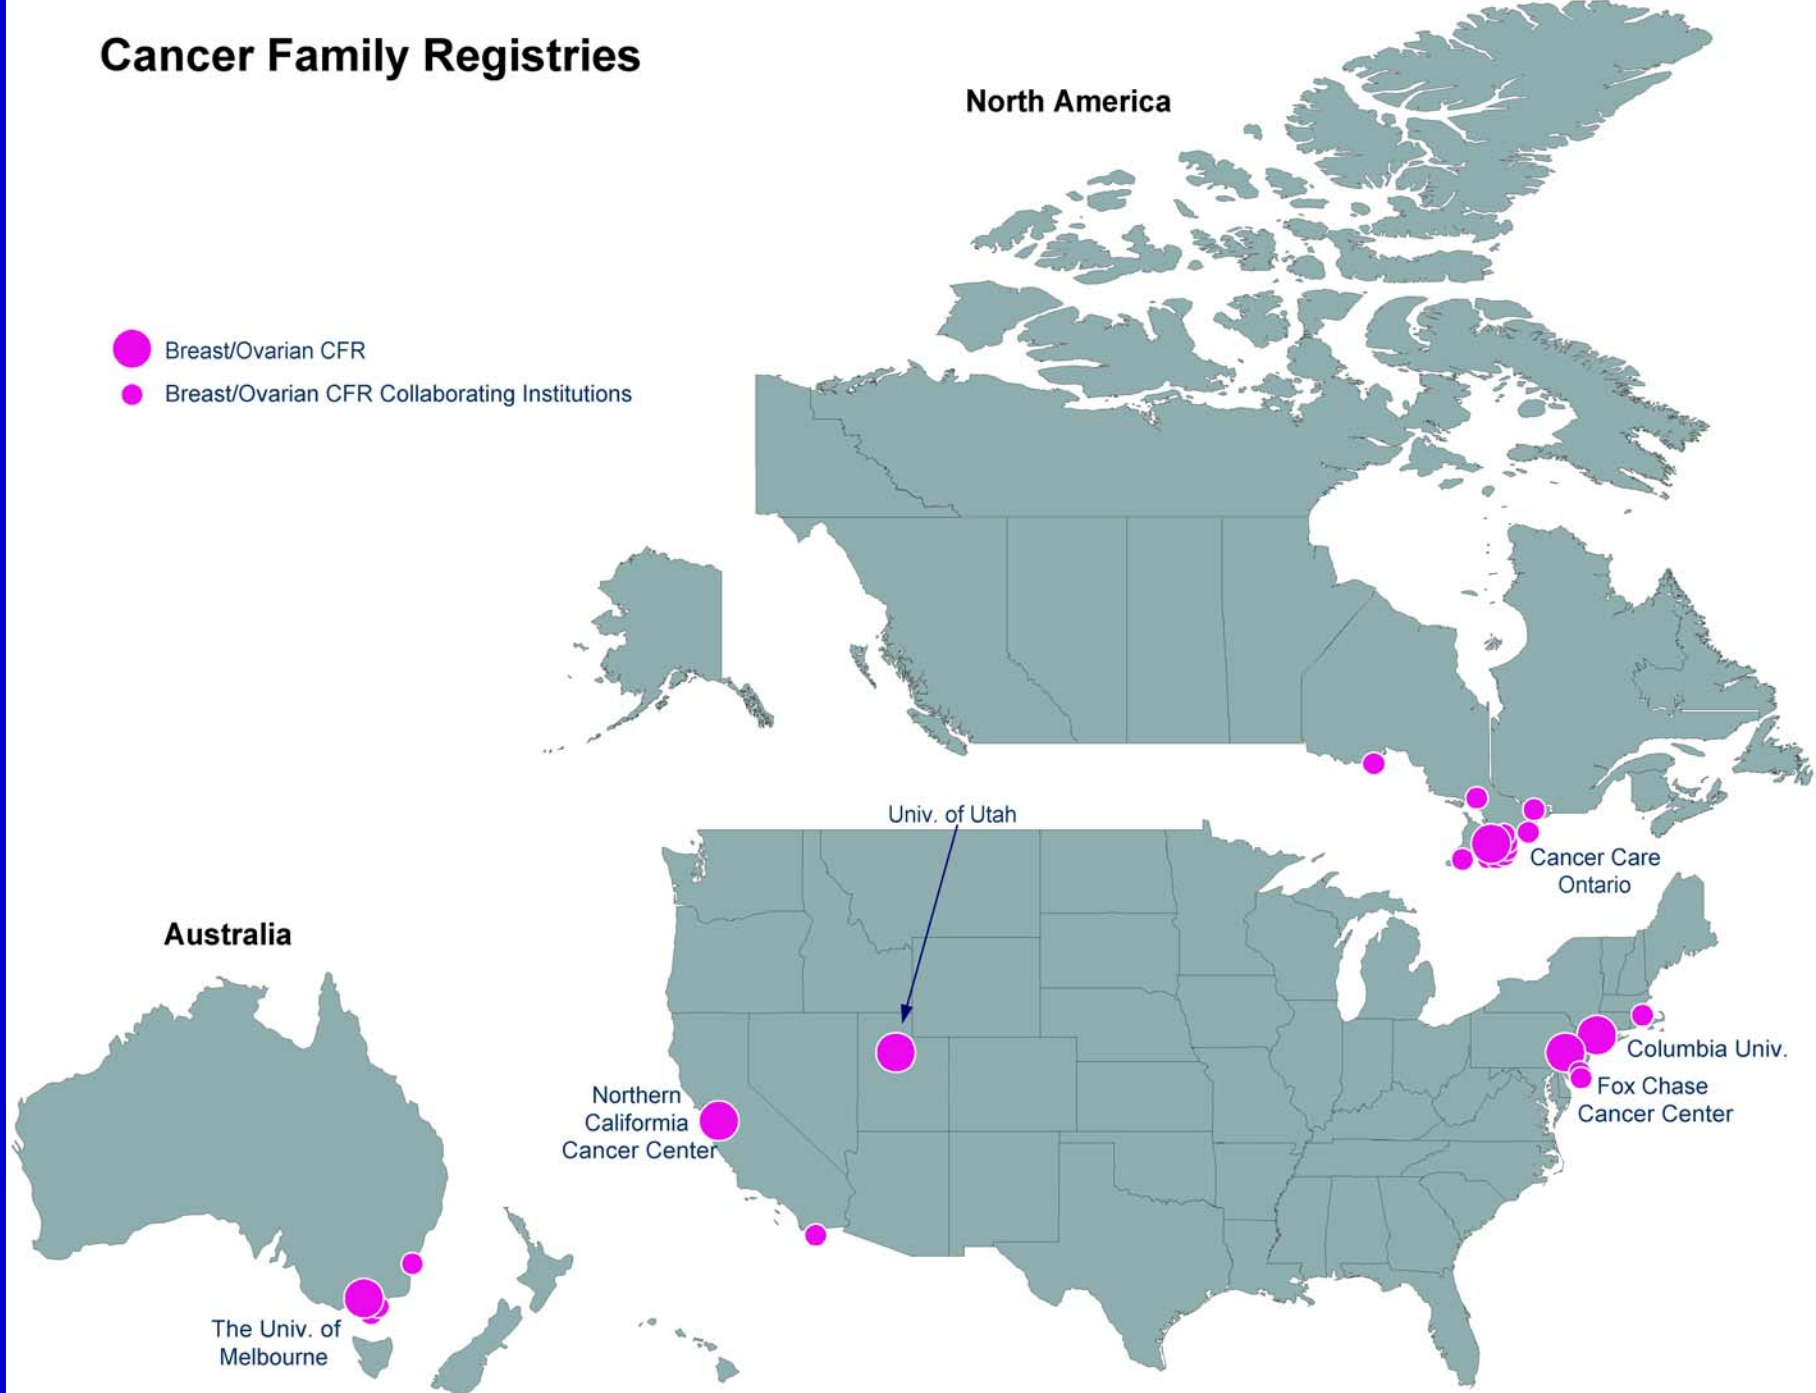 Cancer Family Registries
North America
Breast/Ovarian CFR
Breast/Ovarian CFR Collaborating Institutions
Univ. of Utah
Cancer Care
Ontario
Australia
Columbia Univ.
Fox Chase
Cancer Center
Northern
California
Cancer Center
The Univ. of
Melbourne